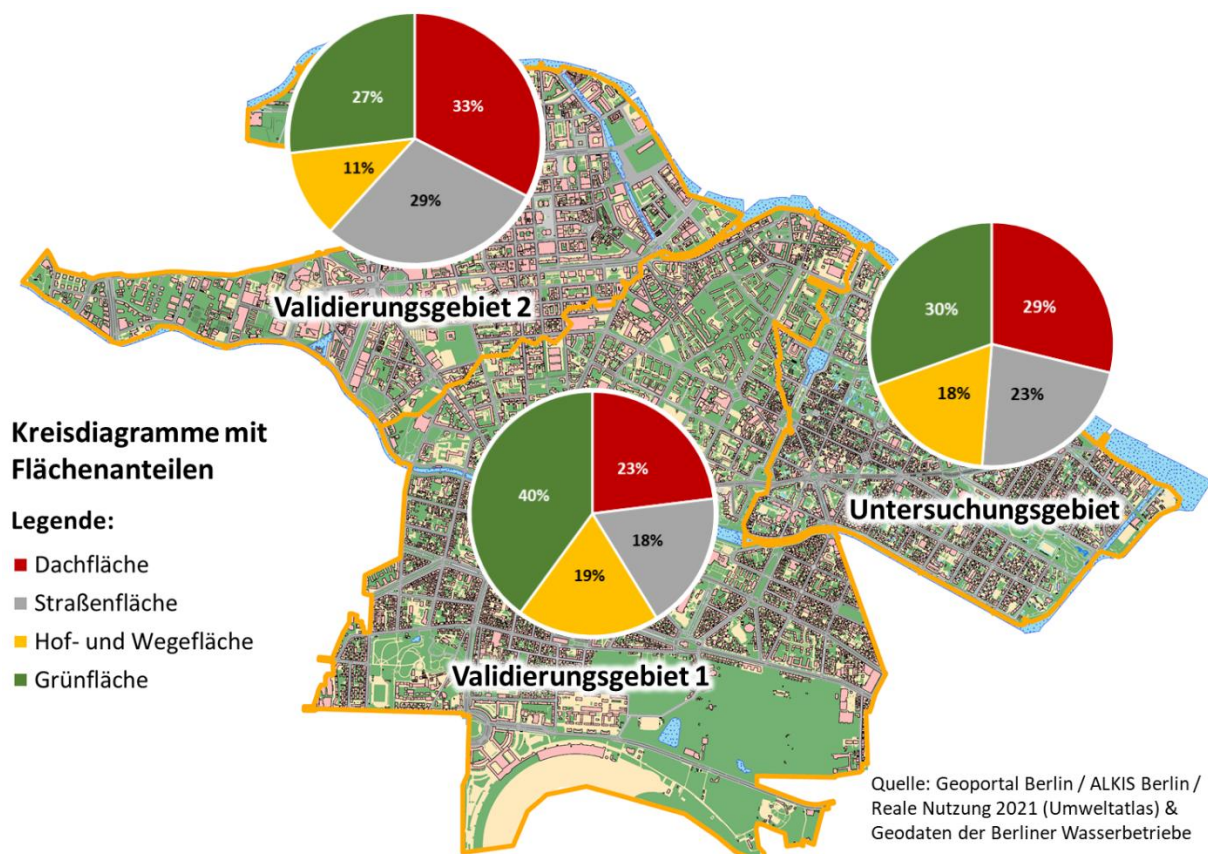 27%
33%
11%
29%
Validierungsgebiet 2
30%
29%
18%
23%
Untersuchungsgebiet
40%
23%
18%
19%
Validierungsgebiet 1
Kreisdiagramme mit
Flächenanteilen
Legende:
Dachfläche
Straßenfläche
Hof- und Wegefläche
Grünfläche
Quelle: Geoportal Berlin / ALKIS Berlin /
Reale Nutzung 2021 (Umweltatlas) &
Geodaten der Berliner Wasserbetriebe